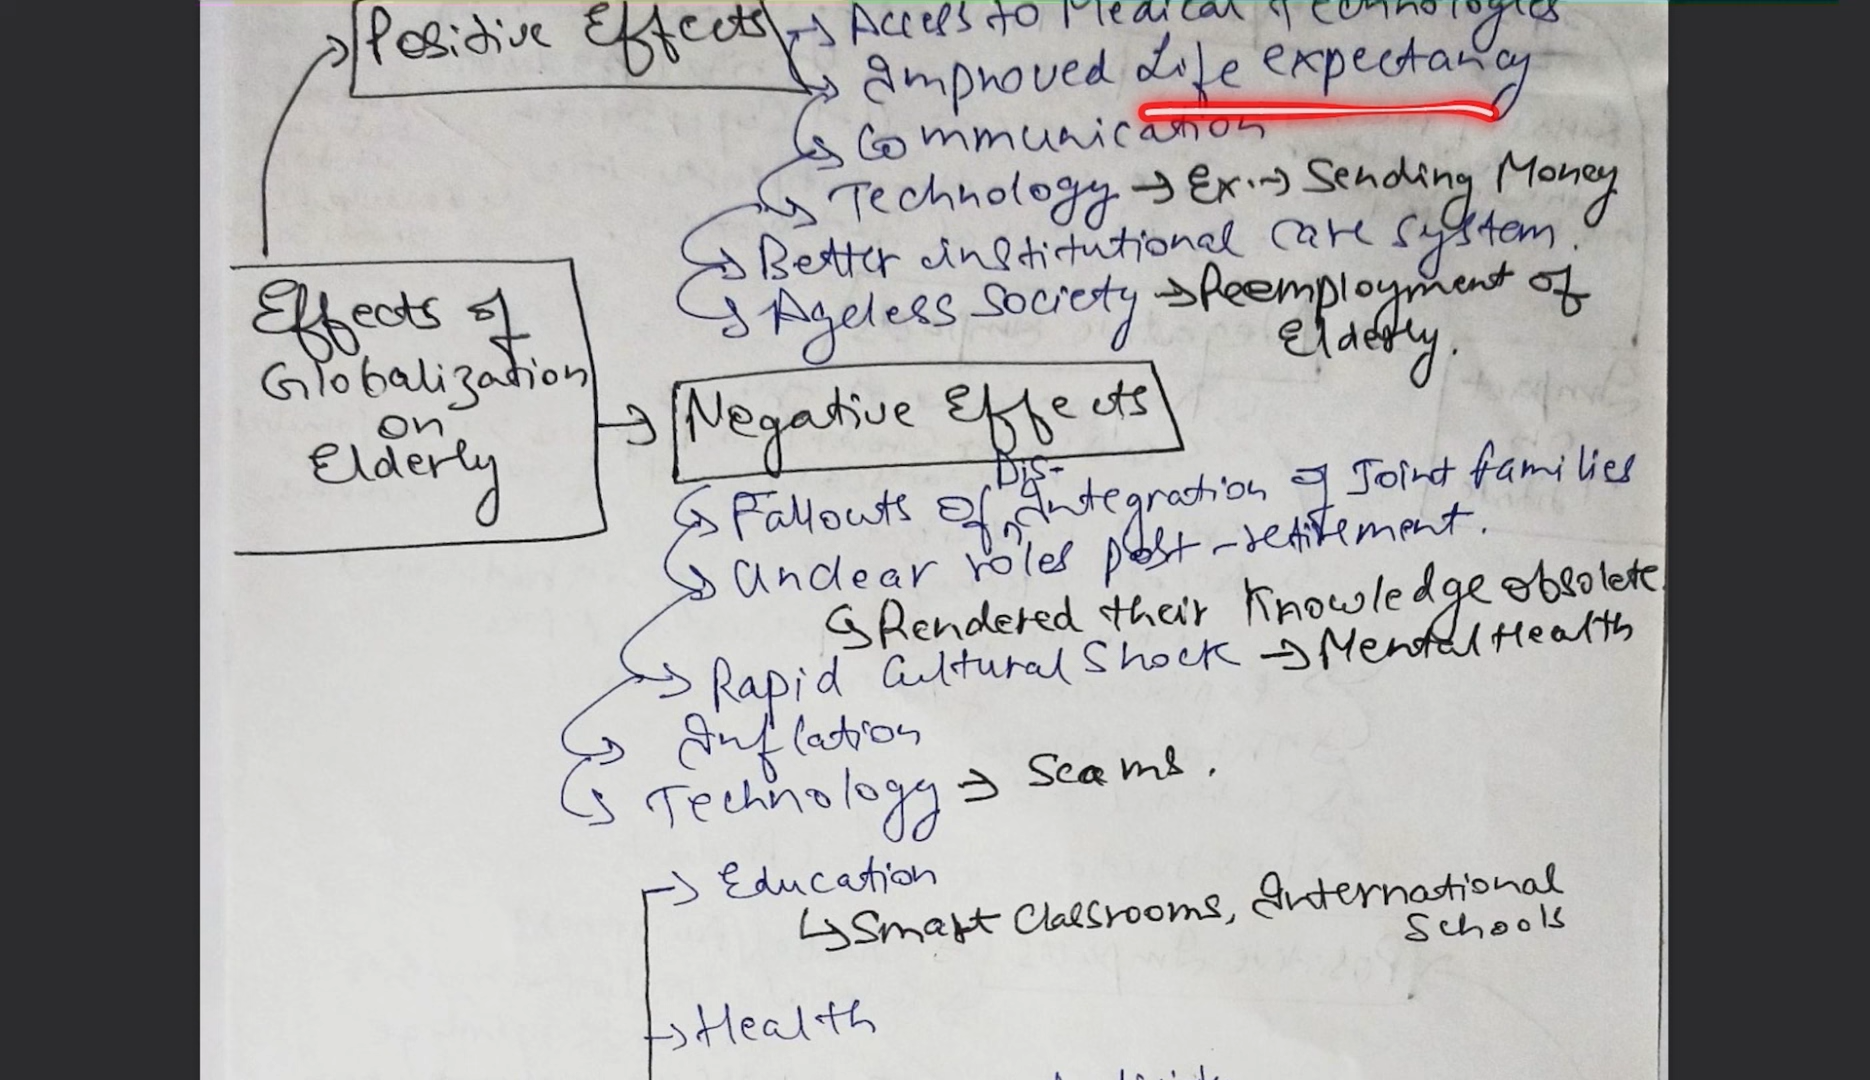 Positive Effects → Access to Medical Technologies
→ Improved Life expectancy
→ Communication
→ Technology → Ex. → Sending Money
→ Better institutional care system.
→ Ageless Society → Reemployment of
Elderly.
Effects of
Globalization
on
Elderly
→ Negative Effects
→ Fallouts of Dis-Integration of Joint families
→ unclear roles post-retirement.
↳ Rendered their Knowledge obsolete
→ Rapid Cultural Shock → Mental Health
→ Inflation
→ Technology → Scams.
→ Education
↳ Smart Classrooms, International
Schools
→ Health